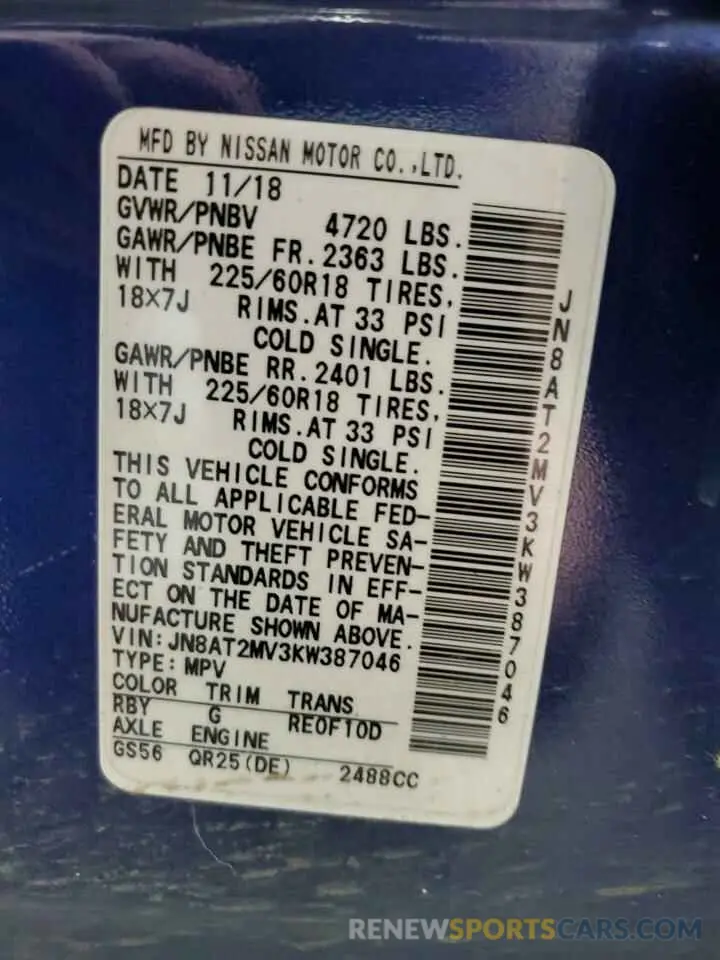 MFD BY NISSAN MOTOR CO.,LTD.
DATE 11/18
GVWR/PNBV 4720 LBS.
GAWR/PNBE FR.2363 LBS.
WITH 225/60R18 TIRES,
18X7J RIMS.AT 33 PSI
COLD SINGLE.
GAWR/PNBE RR.2401 LBS.
WITH 225/60R18 TIRES,
18X7J RIMS.AT 33 PSI
COLD SINGLE.
THIS VEHICLE CONFORMS
TO ALL APPLICABLE FED-
ERAL MOTOR VEHICLE SA-
FETY AND THEFT PREVEN-
TION STANDARDS IN EFF-
ECT ON THE DATE OF MA-
NUFACTURE SHOWN ABOVE.
VIN:JN8AT2MV3KW387046
TYPE:MPV
COLOR TRIM TRANS
RBY G RE0F10D
AXLE ENGINE
GS56 QR25(DE) 2488CC
JN8AT2MV3KW387046
RENEWSPORTSCARS.COM